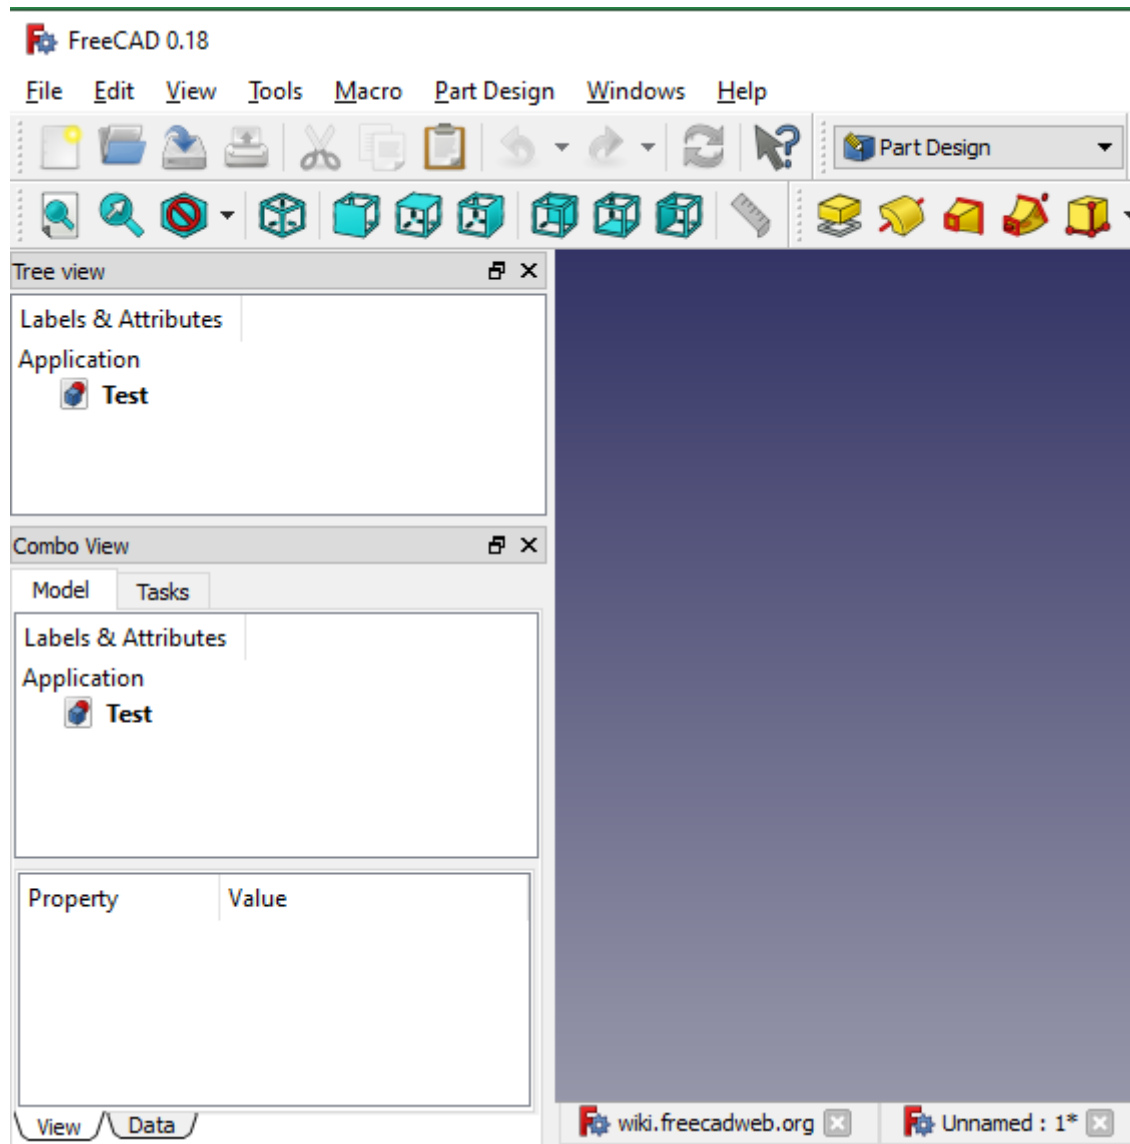 FreeCAD 0.18
File Edit View Tools Macro Part Design Windows Help
Part Design
Tree view
Labels & Attributes
Application
Test
Combo View
Model Tasks
Labels & Attributes
Application
Test
Property Value
View Data
wiki.freecadweb.org Unnamed : 1*